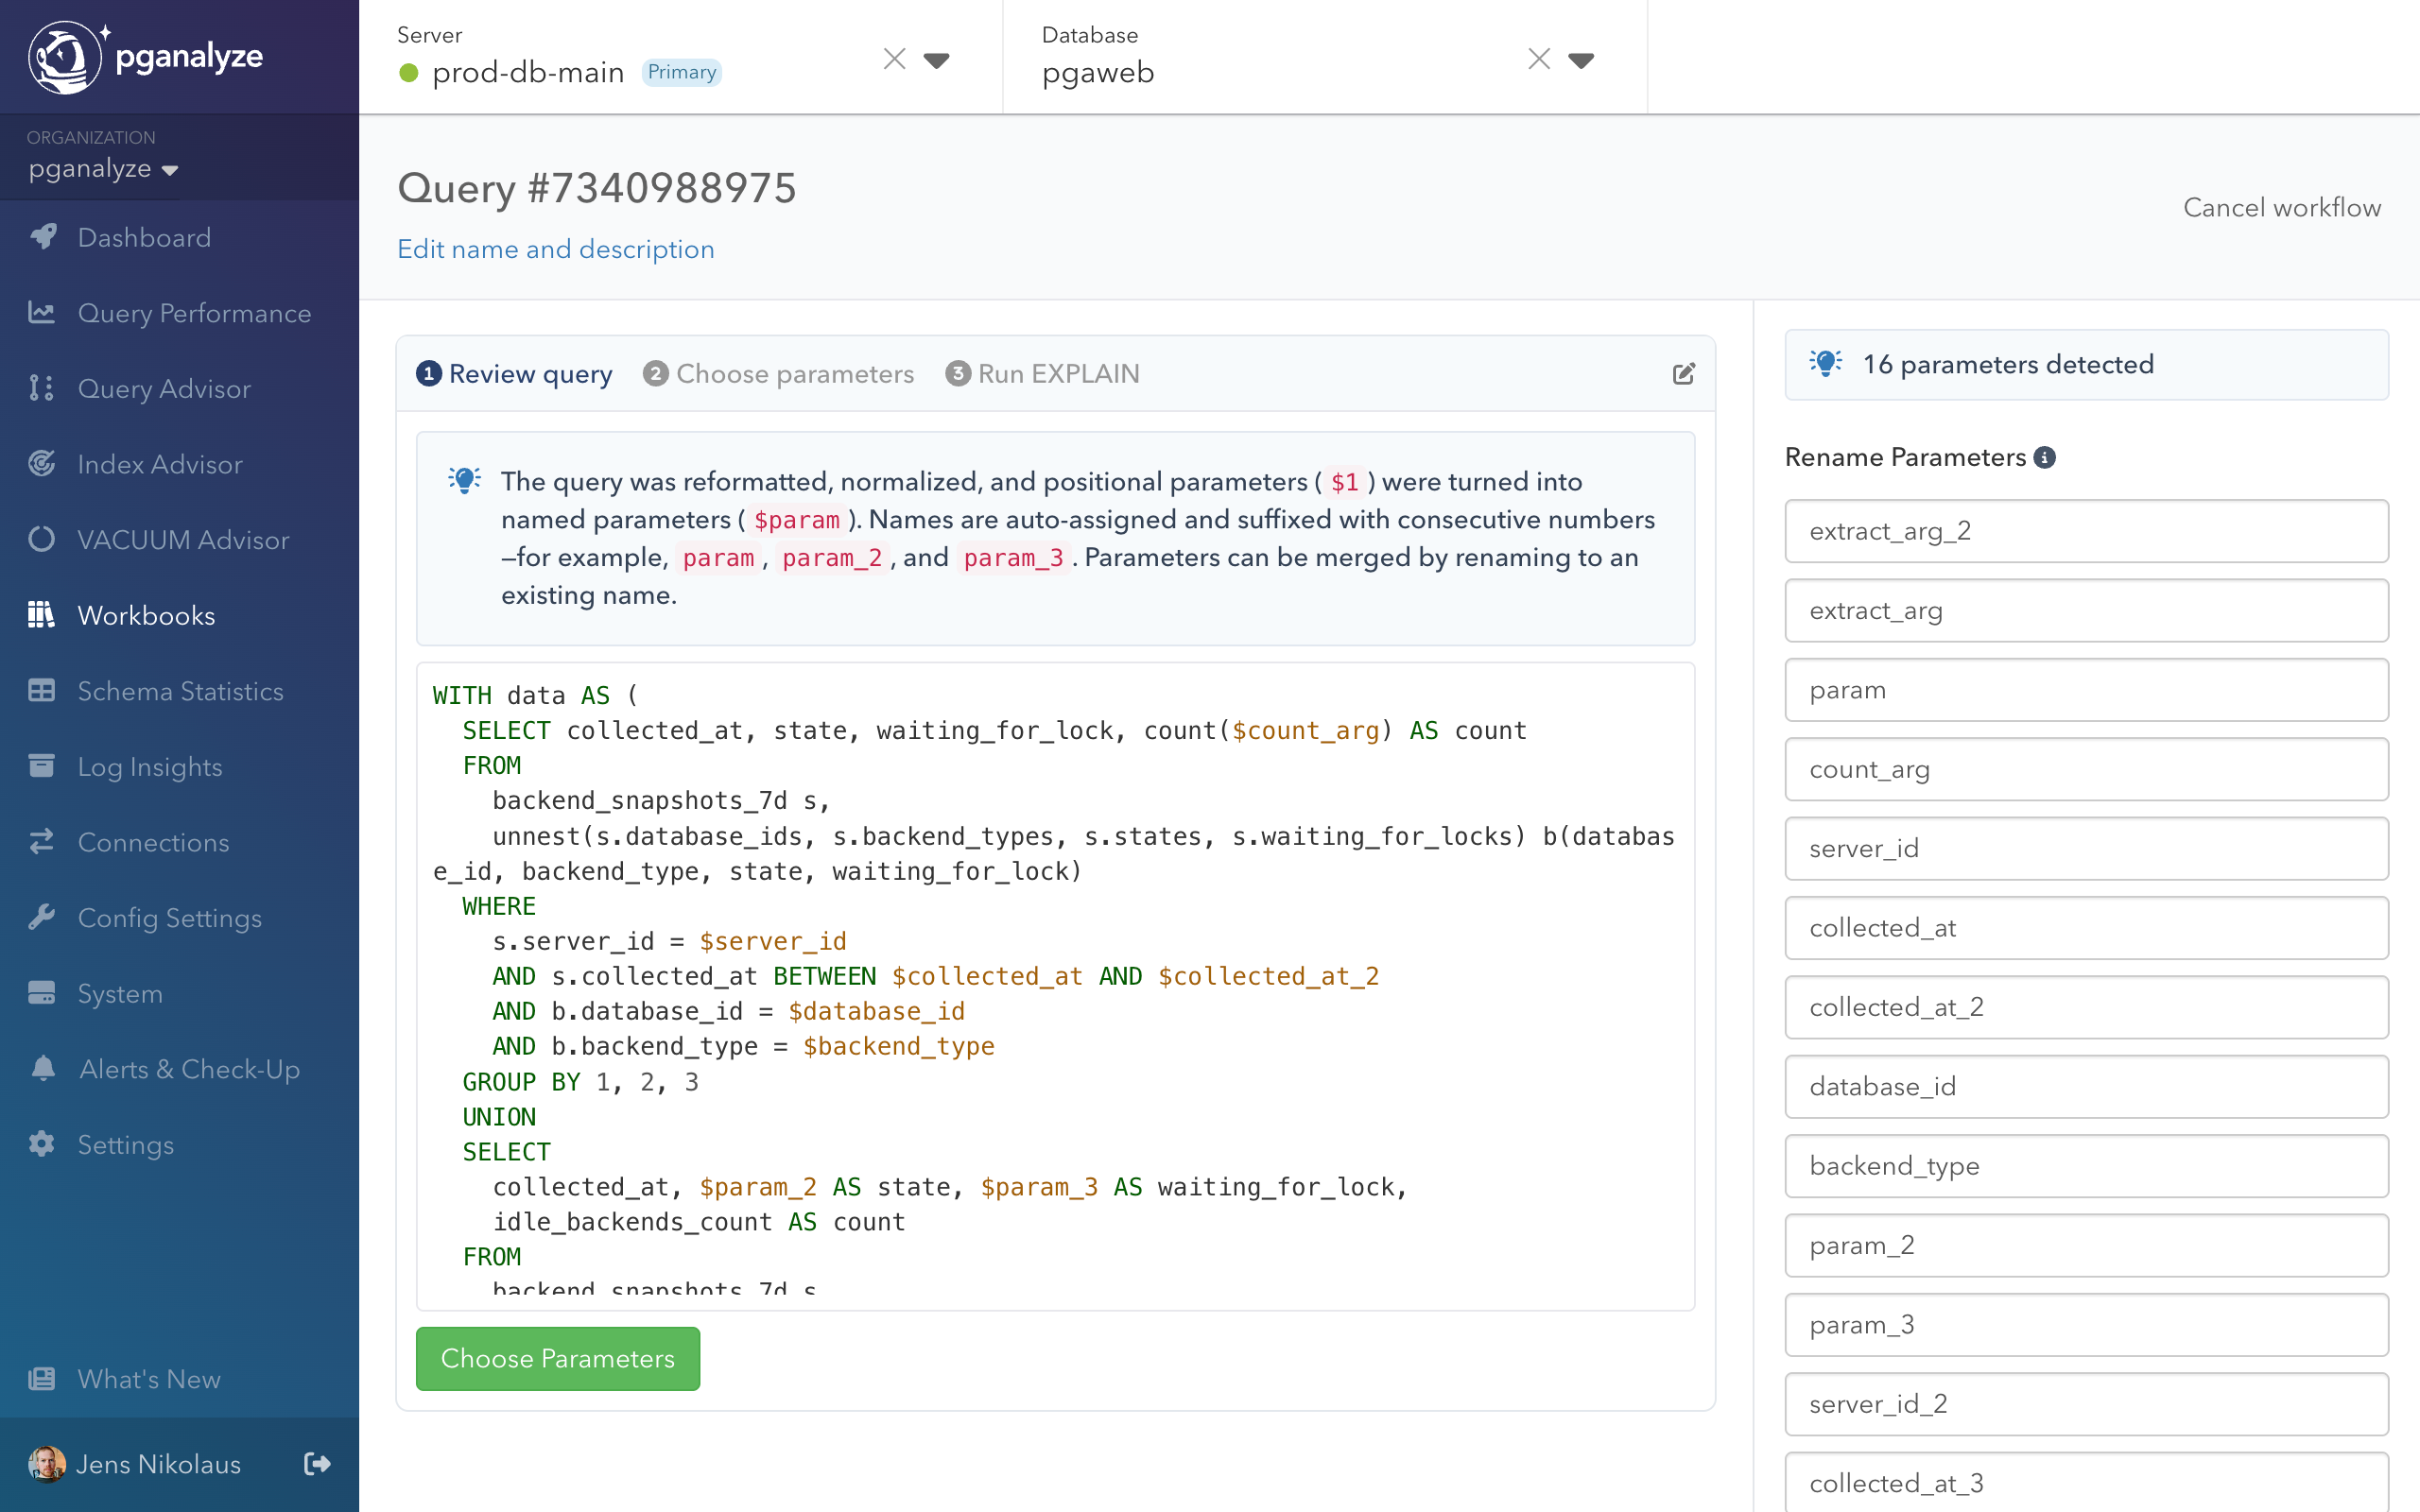 pganalyze
Server
prod-db-main Primary
Database
pgaweb
ORGANIZATION
pganalyze
Dashboard
Query Performance
Query Advisor
Index Advisor
VACUUM Advisor
Workbooks
Schema Statistics
Log Insights
Connections
Config Settings
System
Alerts & Check-Up
Settings
What's New
Jens Nikolaus
Query #7340988975
Edit name and description
Cancel workflow
1 Review query 2 Choose parameters 3 Run EXPLAIN
The query was reformatted, normalized, and positional parameters ( $1 ) were turned into
named parameters ( $param ). Names are auto-assigned and suffixed with consecutive numbers
—for example, param , param_2 , and param_3 . Parameters can be merged by renaming to an
existing name.
WITH data AS (
SELECT collected_at, state, waiting_for_lock, count($count_arg) AS count
FROM
backend_snapshots_7d s,
unnest(s.database_ids, s.backend_types, s.states, s.waiting_for_locks) b(databas
e_id, backend_type, state, waiting_for_lock)
WHERE
s.server_id = $server_id
AND s.collected_at BETWEEN $collected_at AND $collected_at_2
AND b.database_id = $database_id
AND b.backend_type = $backend_type
GROUP BY 1, 2, 3
UNION
SELECT
collected_at, $param_2 AS state, $param_3 AS waiting_for_lock,
idle_backends_count AS count
FROM
backend_snapshots_7d s
Choose Parameters
16 parameters detected
Rename Parameters
extract_arg_2
extract_arg
param
count_arg
server_id
collected_at
collected_at_2
database_id
backend_type
param_2
param_3
server_id_2
collected_at_3